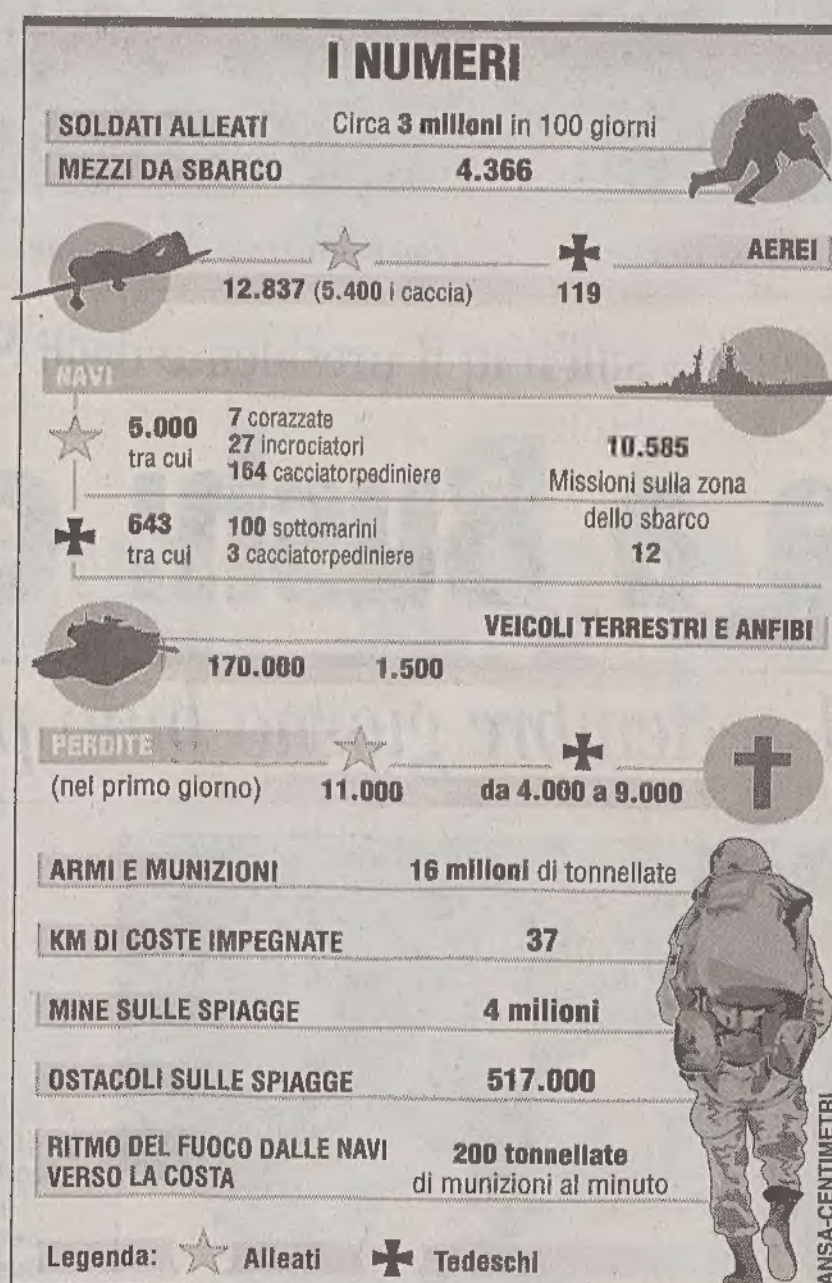 I NUMERI
SOLDATI ALLEATI Circa 3 milioni in 100 giorni
MEZZI DA SBARCO 4.366
AEREI
12.837 (5.400 i caccia) 119
NAVI
5.000
tra cui
7 corazzate
27 incrociatori
164 cacciatorpediniere
643
tra cui
100 sottomarini
3 cacciatorpediniere
10.585
Missioni sulla zona
dello sbarco
12
VEICOLI TERRESTRI E ANFIBI
170.000 1.500
PERDITE
(nel primo giorno) 11.000 da 4.000 a 9.000
ARMI E MUNIZIONI 16 milioni di tonnellate
KM DI COSTE IMPEGNATE 37
MINE SULLE SPIAGGE 4 milioni
OSTACOLI SULLE SPIAGGE 517.000
RITMO DEL FUOCO DALLE NAVI
VERSO LA COSTA
200 tonnellate
di munizioni al minuto
Legenda: Alleati Tedeschi
ANSA-CENTIMETRI